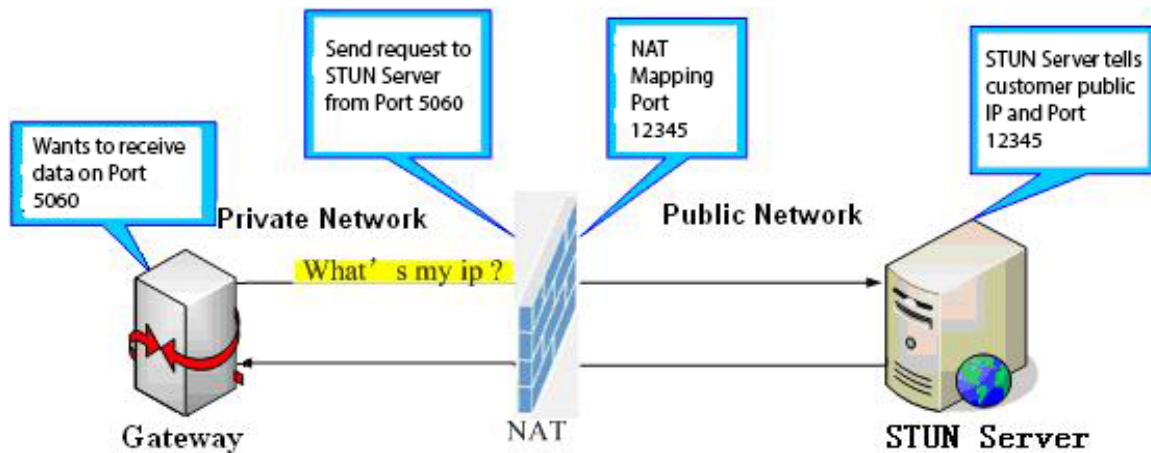 Send request to
STUN Server
from Port 5060
NAT
Mapping
Port
12345
STUN Server tells
customer public
IP and Port
12345
Wants to receive
data on Port
5060
Private Network
Public Network
What's my ip ?
Gateway
NAT
STUN Server